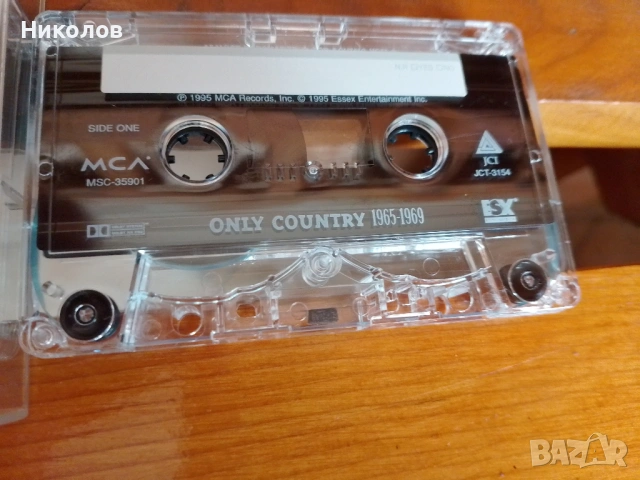 Николов
℗ 1995 MCA Records, Inc. © 1995 Essex Entertainment Inc.
SIDE ONE
MCA
MSC-35901
JCI
JCT-3154
ONLY COUNTRY 1965-1969
ESX
BAZAR